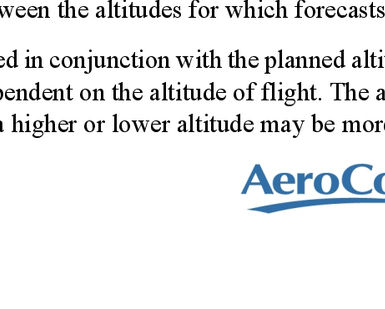 ween the altitudes for which forecasts
ed in conjunction with the planned alti
pendent on the altitude of flight. The a
a higher or lower altitude may be more
AeroCo